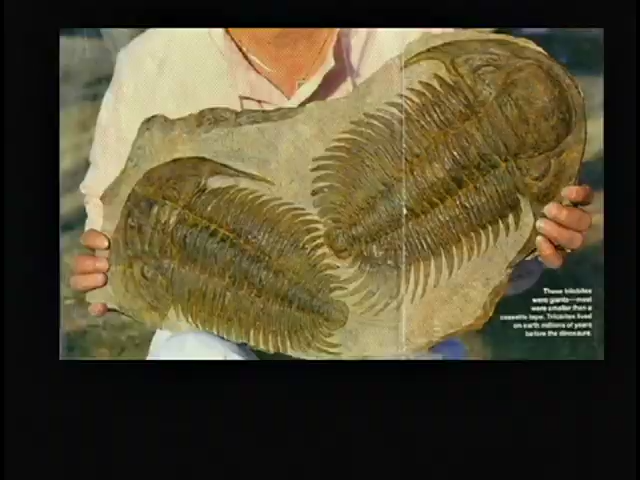 These trilobites
were giants—most
were smaller than a
cassette tape. Trilobites lived
on earth millions of years
before the dinosaurs.